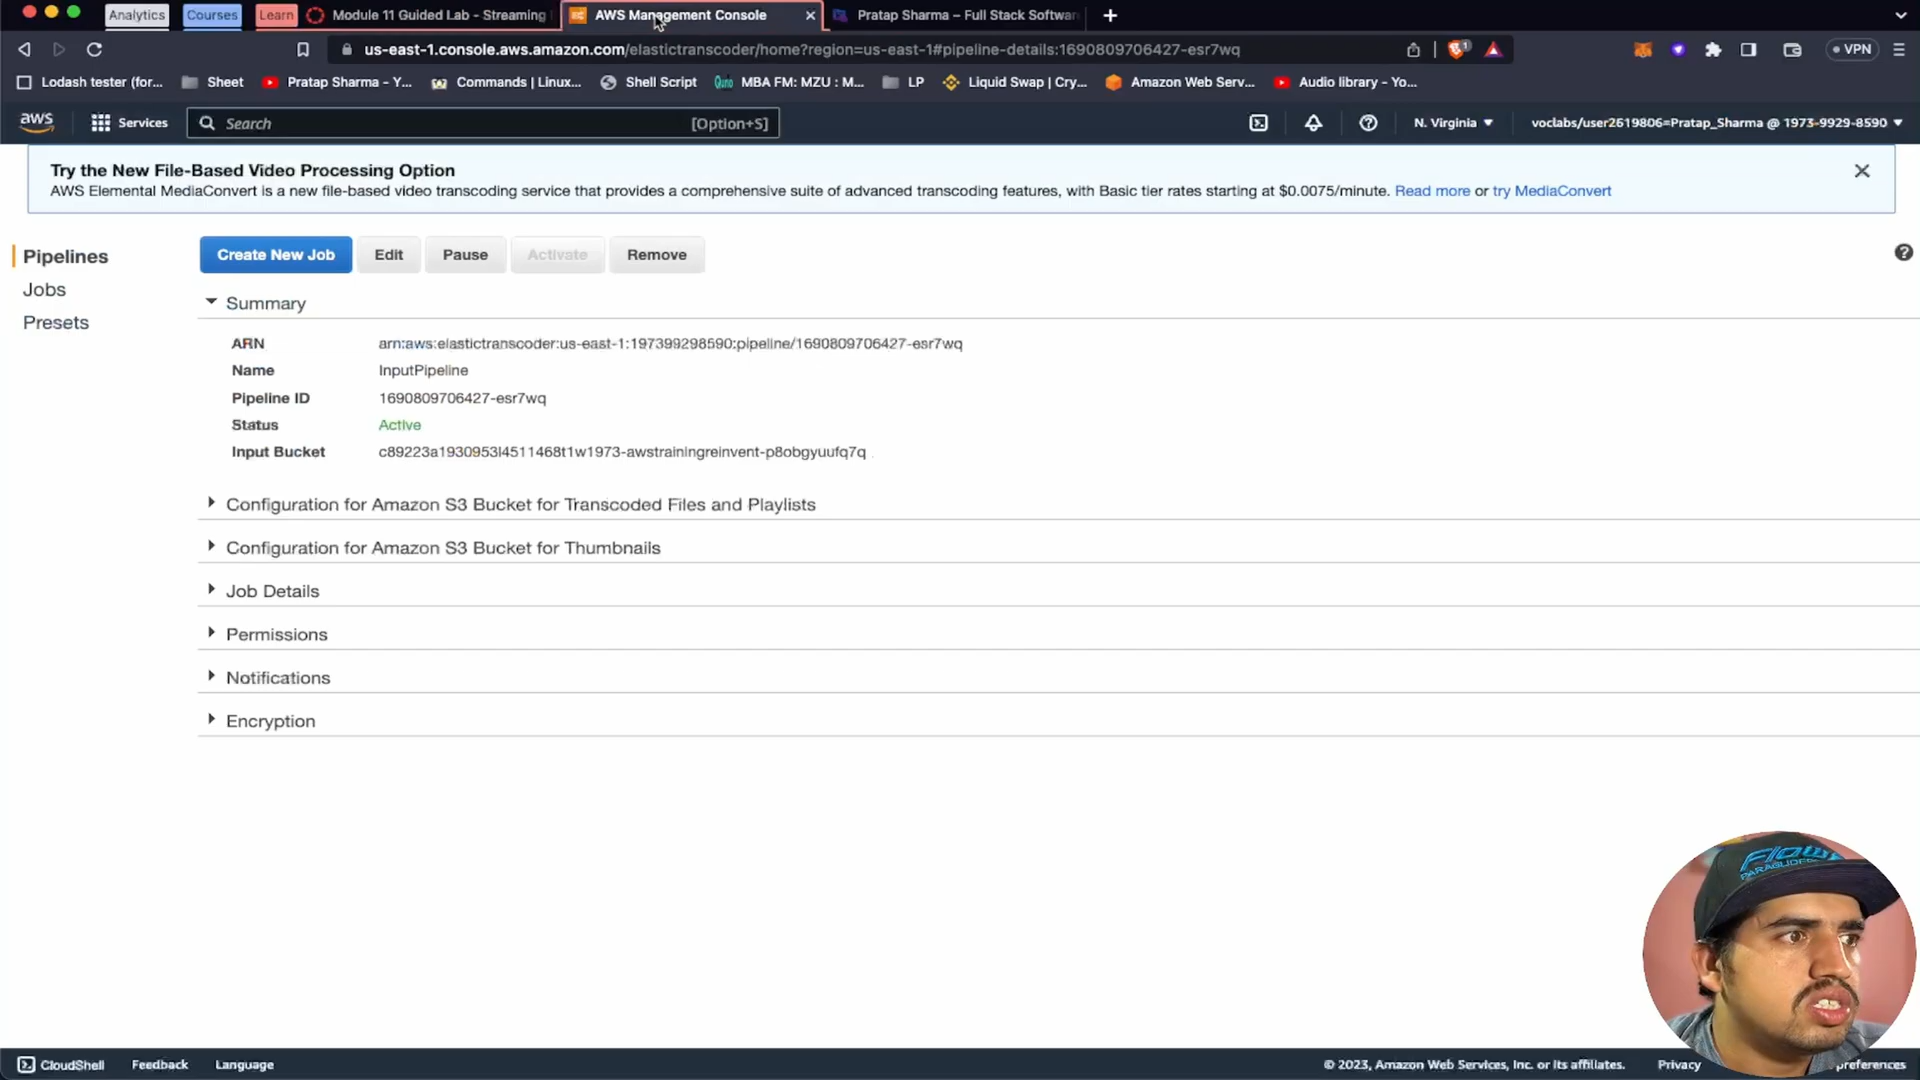 Analytics
Courses
Learn
Module 11 Guided Lab - Streaming
AWS Management Console
Pratap Sharma – Full Stack Softwar
us-east-1.console.aws.amazon.com/elastictranscoder/home?region=us-east-1#pipeline-details:1690809706427-esr7wq
VPN
Lodash tester (for...
Sheet
Pratap Sharma - Y...
Commands | Linux...
Shell Script
MBA FM: MZU : M...
LP
Liquid Swap | Cry...
Amazon Web Serv...
Audio library - Yo...
aws
Services
Search
[Option+S]
N. Virginia
voclabs/user2619806=Pratap_Sharma @ 1973-9929-8590
Try the New File-Based Video Processing Option
AWS Elemental MediaConvert is a new file-based video transcoding service that provides a comprehensive suite of advanced transcoding features, with Basic tier rates starting at $0.0075/minute. Read more or try MediaConvert
Pipelines
Jobs
Presets
Create New Job
Edit
Pause
Activate
Remove
Summary
ARN arn:aws:elastictranscoder:us-east-1:197399298590:pipeline/1690809706427-esr7wq
Name InputPipeline
Pipeline ID 1690809706427-esr7wq
Status Active
Input Bucket c89223a1930953l4511468t1w1973-awstrainingreinvent-p8obgyuufq7q
Configuration for Amazon S3 Bucket for Transcoded Files and Playlists
Configuration for Amazon S3 Bucket for Thumbnails
Job Details
Permissions
Notifications
Encryption
Flow
PARAGLIDERS
CloudShell
Feedback
Language
© 2023, Amazon Web Services, Inc. or its affiliates.
Privacy
preferences